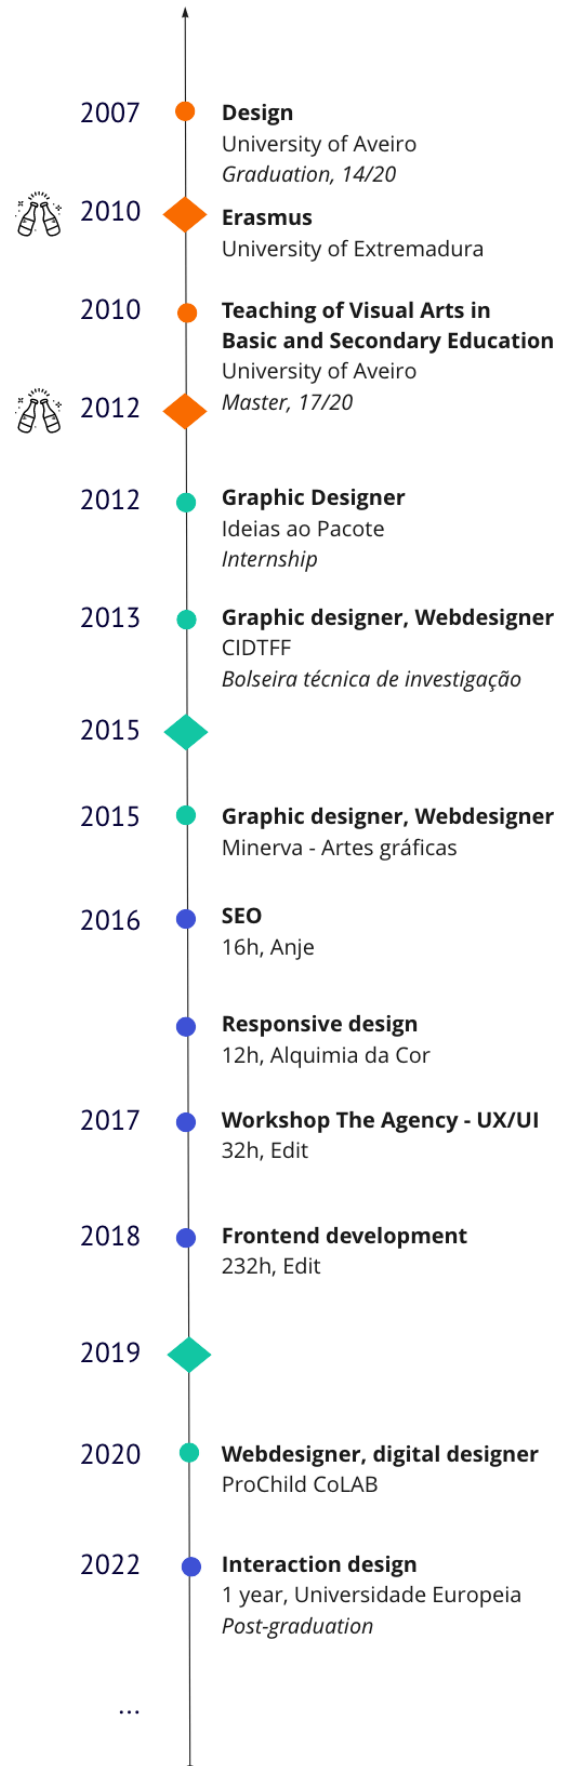 2007
Design
University of Aveiro
Graduation, 14/20
2010
Erasmus
University of Extremadura
2010
Teaching of Visual Arts in
Basic and Secondary Education
University of Aveiro
Master, 17/20
2012
2012
Graphic Designer
Ideias ao Pacote
Internship
2013
Graphic designer, Webdesigner
CIDTFF
Bolseira técnica de investigação
2015
2015
Graphic designer, Webdesigner
Minerva - Artes gráficas
2016
SEO
16h, Anje
Responsive design
12h, Alquimia da Cor
2017
Workshop The Agency - UX/UI
32h, Edit
2018
Frontend development
232h, Edit
2019
2020
Webdesigner, digital designer
ProChild CoLAB
2022
Interaction design
1 year, Universidade Europeia
Post-graduation
...